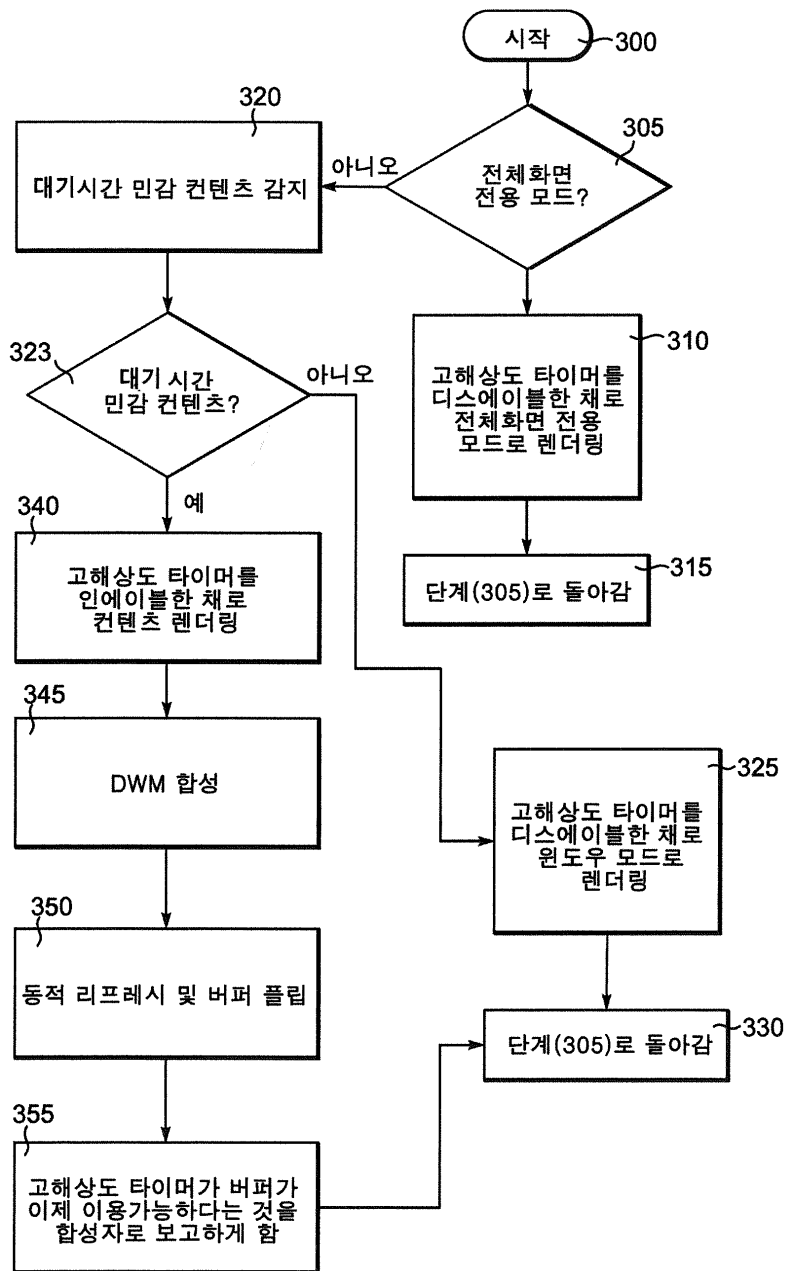 시작
300
305
전체화면
전용 모드?
아니오
320
대기시간 민감 컨텐츠 감지
310
고해상도 타이머를
디스에이블한 채로
전체화면 전용
모드로 렌더링
323
대기 시간
민감 컨텐츠?
아니오
예
315
단계(305)로 돌아감
340
고해상도 타이머를
인에이블한 채로
컨텐츠 렌더링
345
DWM 합성
325
고해상도 타이머를
디스에이블한 채로
윈도우 모드로
렌더링
350
동적 리프레시 및 버퍼 플립
330
단계(305)로 돌아감
355
고해상도 타이머가 버퍼가
이제 이용가능하다는 것을
합성자로 보고하게 함